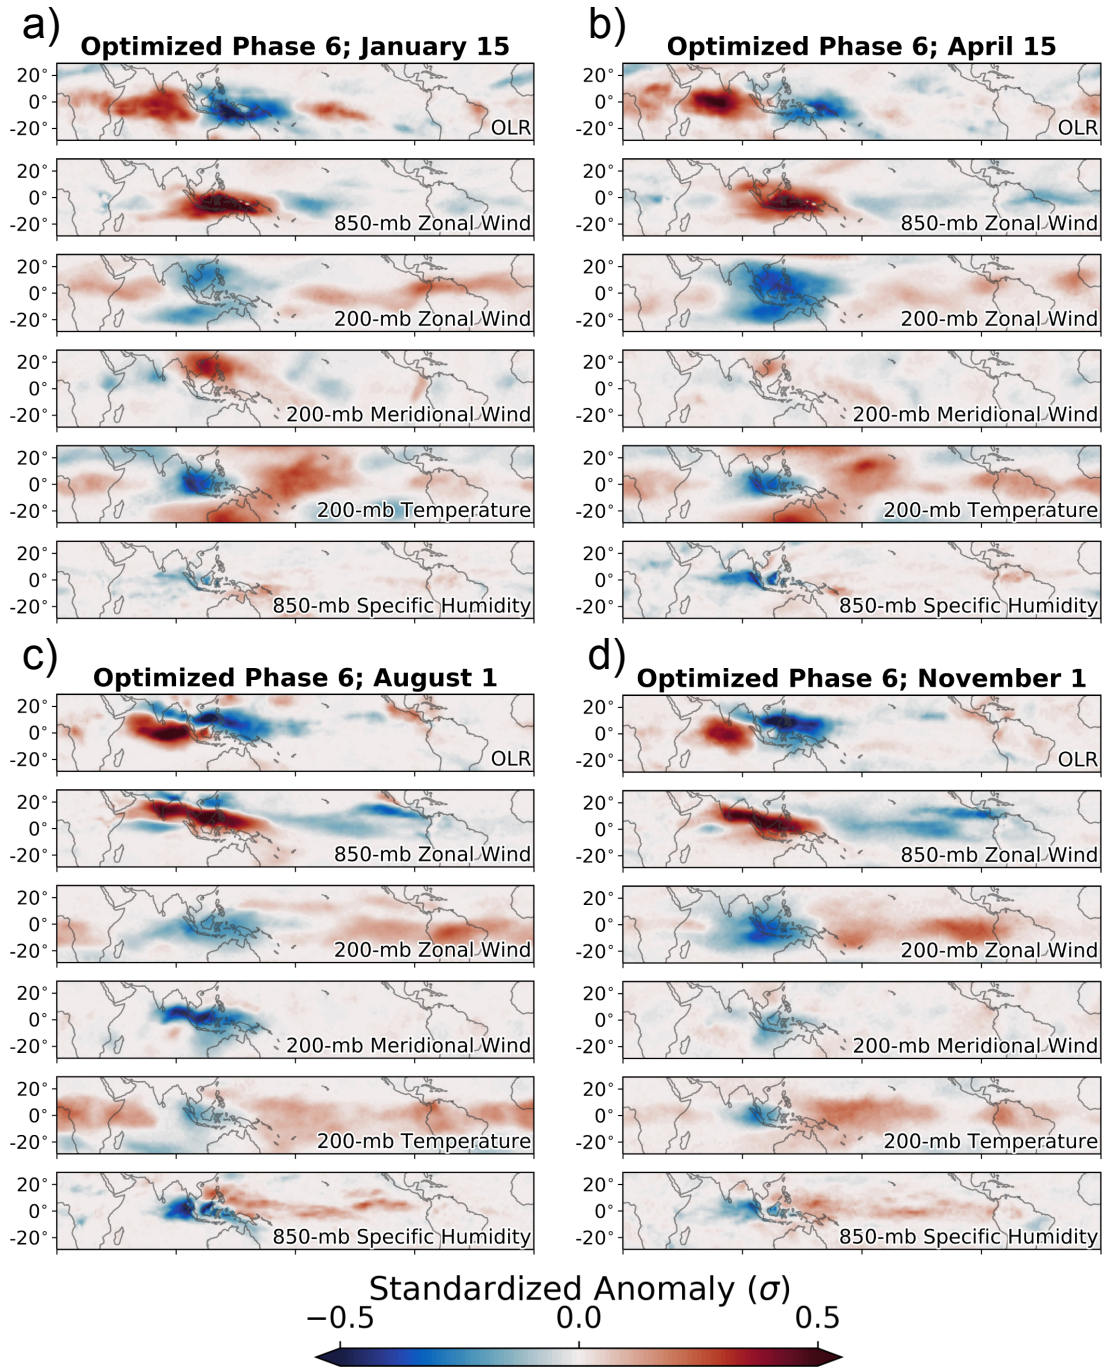 a)
Optimized Phase 6; January 15
20°
0°
-20°
OLR
20°
0°
-20°
850-mb Zonal Wind
20°
0°
-20°
200-mb Zonal Wind
20°
0°
-20°
200-mb Meridional Wind
20°
0°
-20°
200-mb Temperature
20°
0°
-20°
850-mb Specific Humidity
b)
Optimized Phase 6; April 15
20°
0°
-20°
OLR
20°
0°
-20°
850-mb Zonal Wind
20°
0°
-20°
200-mb Zonal Wind
20°
0°
-20°
200-mb Meridional Wind
20°
0°
-20°
200-mb Temperature
20°
0°
-20°
850-mb Specific Humidity
c)
Optimized Phase 6; August 1
20°
0°
-20°
OLR
20°
0°
-20°
850-mb Zonal Wind
20°
0°
-20°
200-mb Zonal Wind
20°
0°
-20°
200-mb Meridional Wind
20°
0°
-20°
200-mb Temperature
20°
0°
-20°
850-mb Specific Humidity
d)
Optimized Phase 6; November 1
20°
0°
-20°
OLR
20°
0°
-20°
850-mb Zonal Wind
20°
0°
-20°
200-mb Zonal Wind
20°
0°
-20°
200-mb Meridional Wind
20°
0°
-20°
200-mb Temperature
20°
0°
-20°
850-mb Specific Humidity
Standardized Anomaly (σ)
−0.5 0.0 0.5